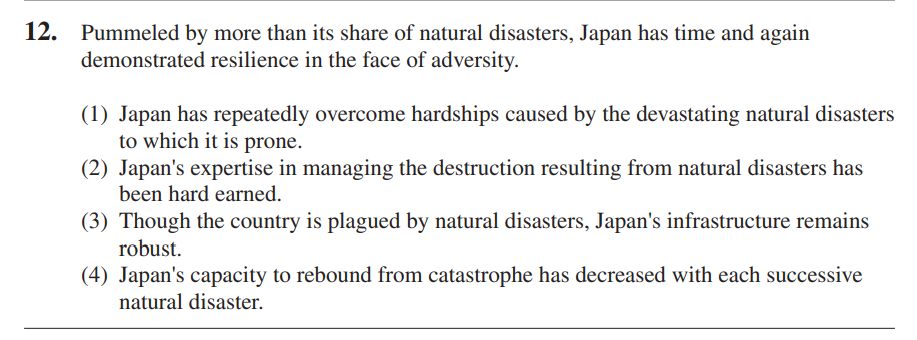 12. Pummeled by more than its share of natural disasters, Japan has time and again
demonstrated resilience in the face of adversity.
(1) Japan has repeatedly overcome hardships caused by the devastating natural disasters
to which it is prone.
(2) Japan's expertise in managing the destruction resulting from natural disasters has
been hard earned.
(3) Though the country is plagued by natural disasters, Japan's infrastructure remains
robust.
(4) Japan's capacity to rebound from catastrophe has decreased with each successive
natural disaster.